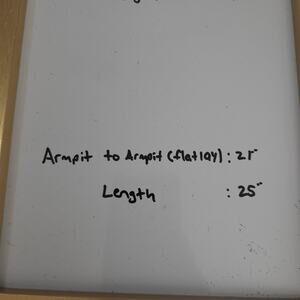 Armpit to Armpit (flatlay): 21"
Length : 25"